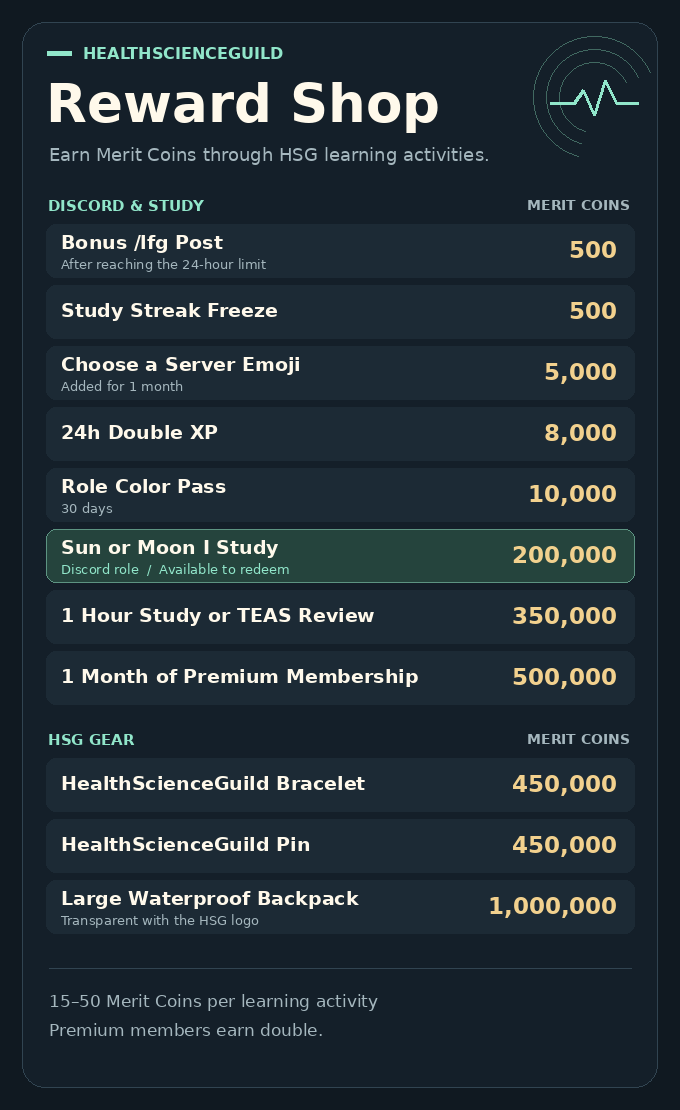 HEALTHSCIENCEGUILD
Reward Shop
Earn Merit Coins through HSG learning activities.
DISCORD & STUDY MERIT COINS
Bonus /lfg Post 500
After reaching the 24-hour limit
Study Streak Freeze 500
Choose a Server Emoji 5,000
Added for 1 month
24h Double XP 8,000
Role Color Pass 10,000
30 days
Sun or Moon I Study 200,000
Discord role / Available to redeem
1 Hour Study or TEAS Review 350,000
1 Month of Premium Membership 500,000
HSG GEAR MERIT COINS
HealthScienceGuild Bracelet 450,000
HealthScienceGuild Pin 450,000
Large Waterproof Backpack 1,000,000
Transparent with the HSG logo
15–50 Merit Coins per learning activity
Premium members earn double.